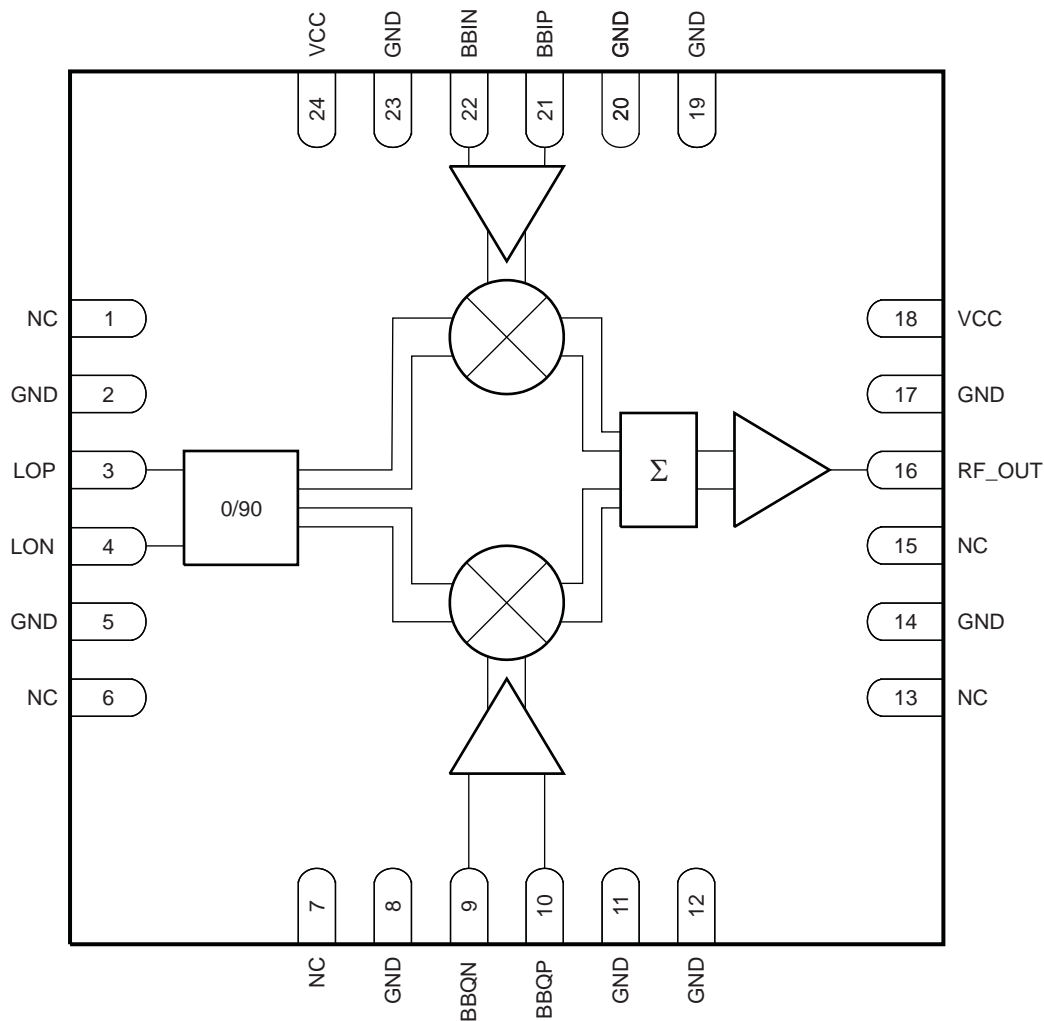 VCC
GND
BBIN
BBIP
GND
GND
24
23
22
21
20
19
NC 1
18 VCC
GND 2
17 GND
LOP 3
0/90
Σ
16 RF_OUT
LON 4
15 NC
GND 5
14 GND
NC 6
13 NC
7
8
9
10
11
12
NC
GND
BBQN
BBQP
GND
GND